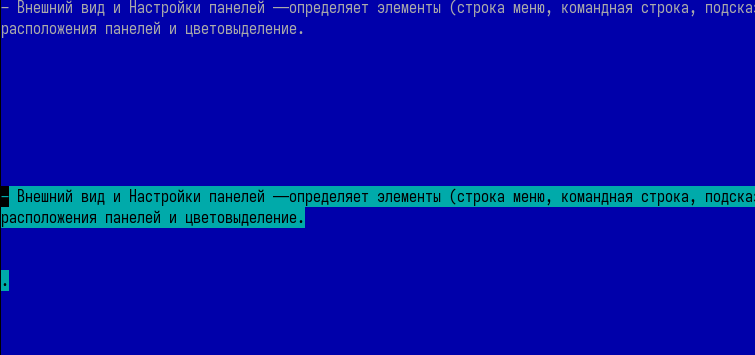 – Внешний вид и Настройки панелей ——определяет элементы (строка меню, командная строка, подска
расположения панелей и цветовыделение.
– Внешний вид и Настройки панелей ——определяет элементы (строка меню, командная строка, подска
расположения панелей и цветовыделение.
.